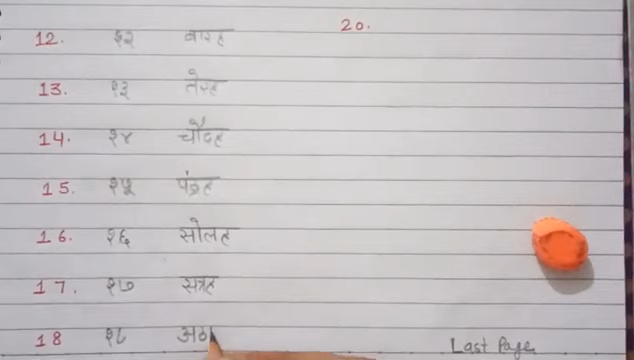 20.
12. १२ बारह
13. १३ तेरह
14. १४ चौदह
15. १५ पंद्रह
16. १६ सोलह
17. १७ सत्रह
18 १८ अठ
Last Page